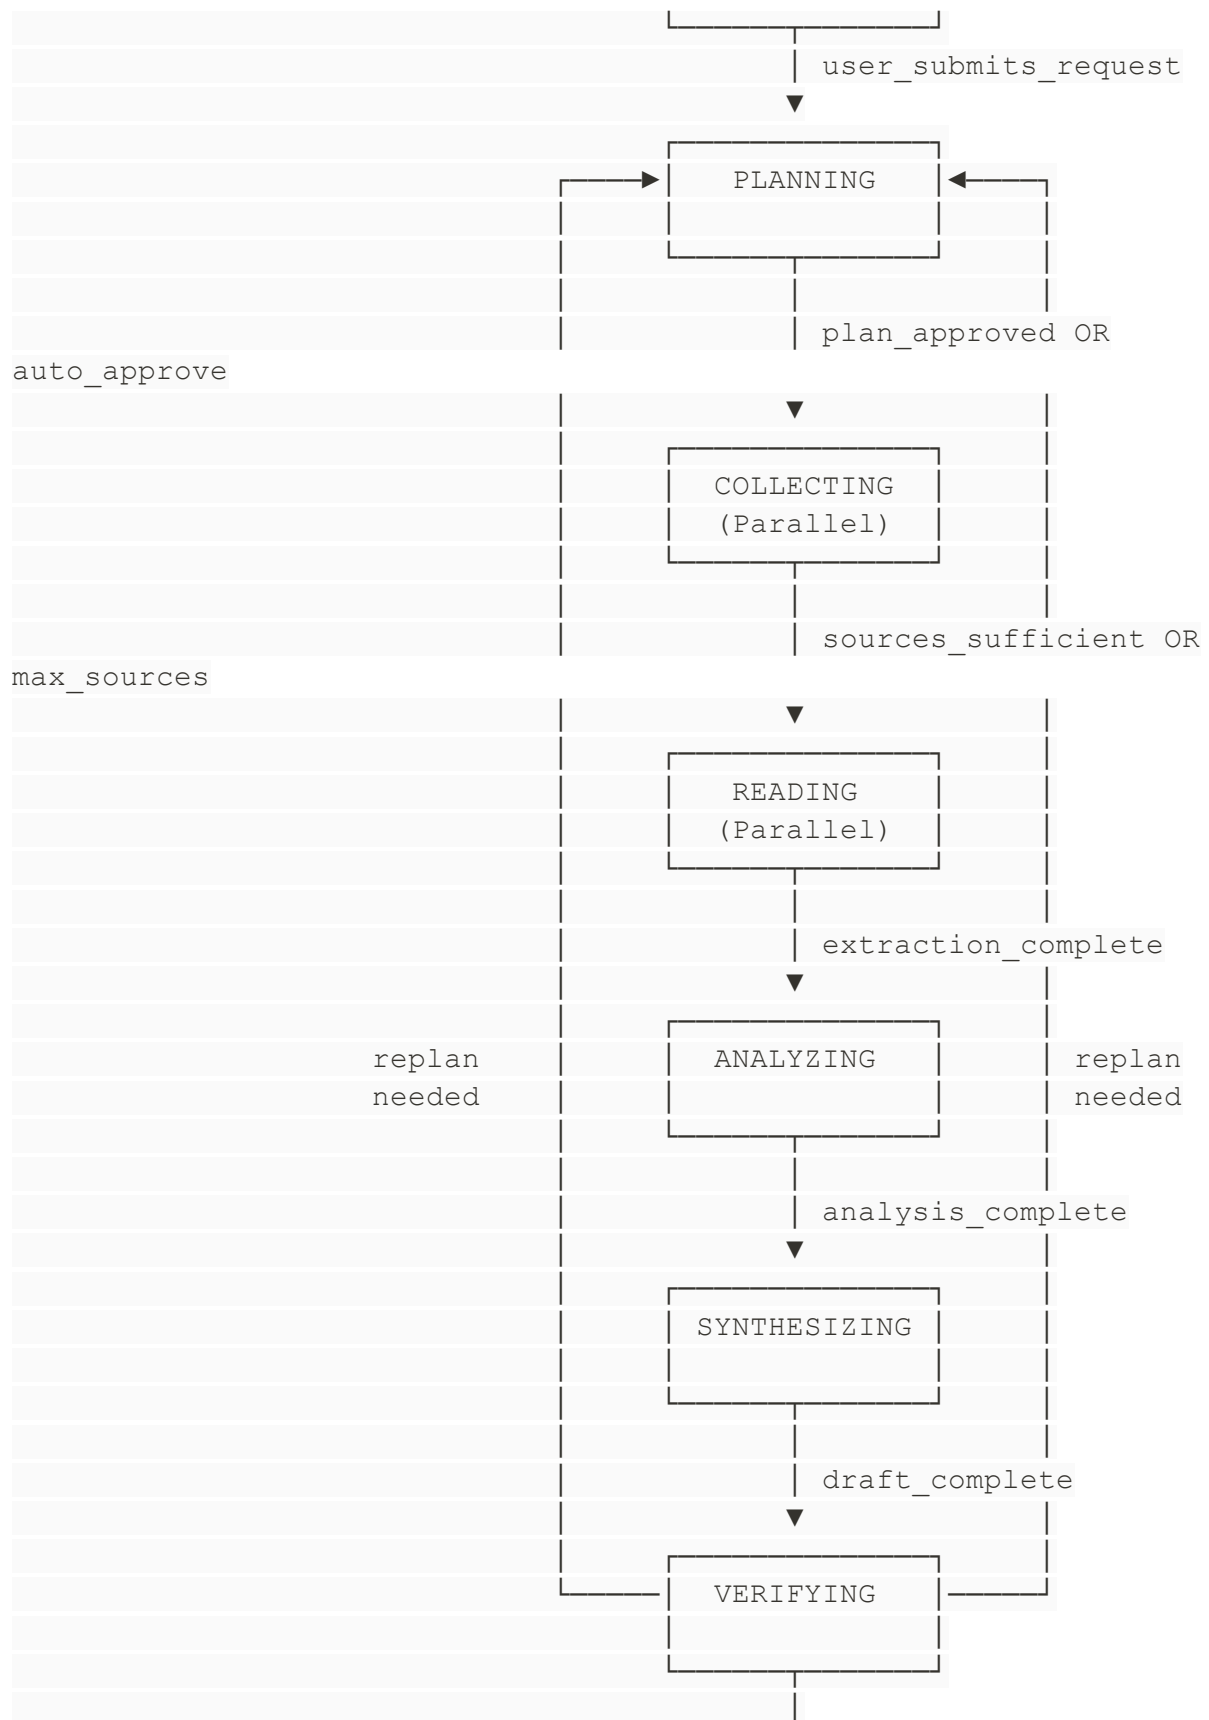 user_submits_request
PLANNING
plan_approved OR
auto_approve
COLLECTING
(Parallel)
sources_sufficient OR
max_sources
READING
(Parallel)
extraction_complete
replan ANALYZING replan
needed needed
analysis_complete
SYNTHESIZING
draft_complete
VERIFYING